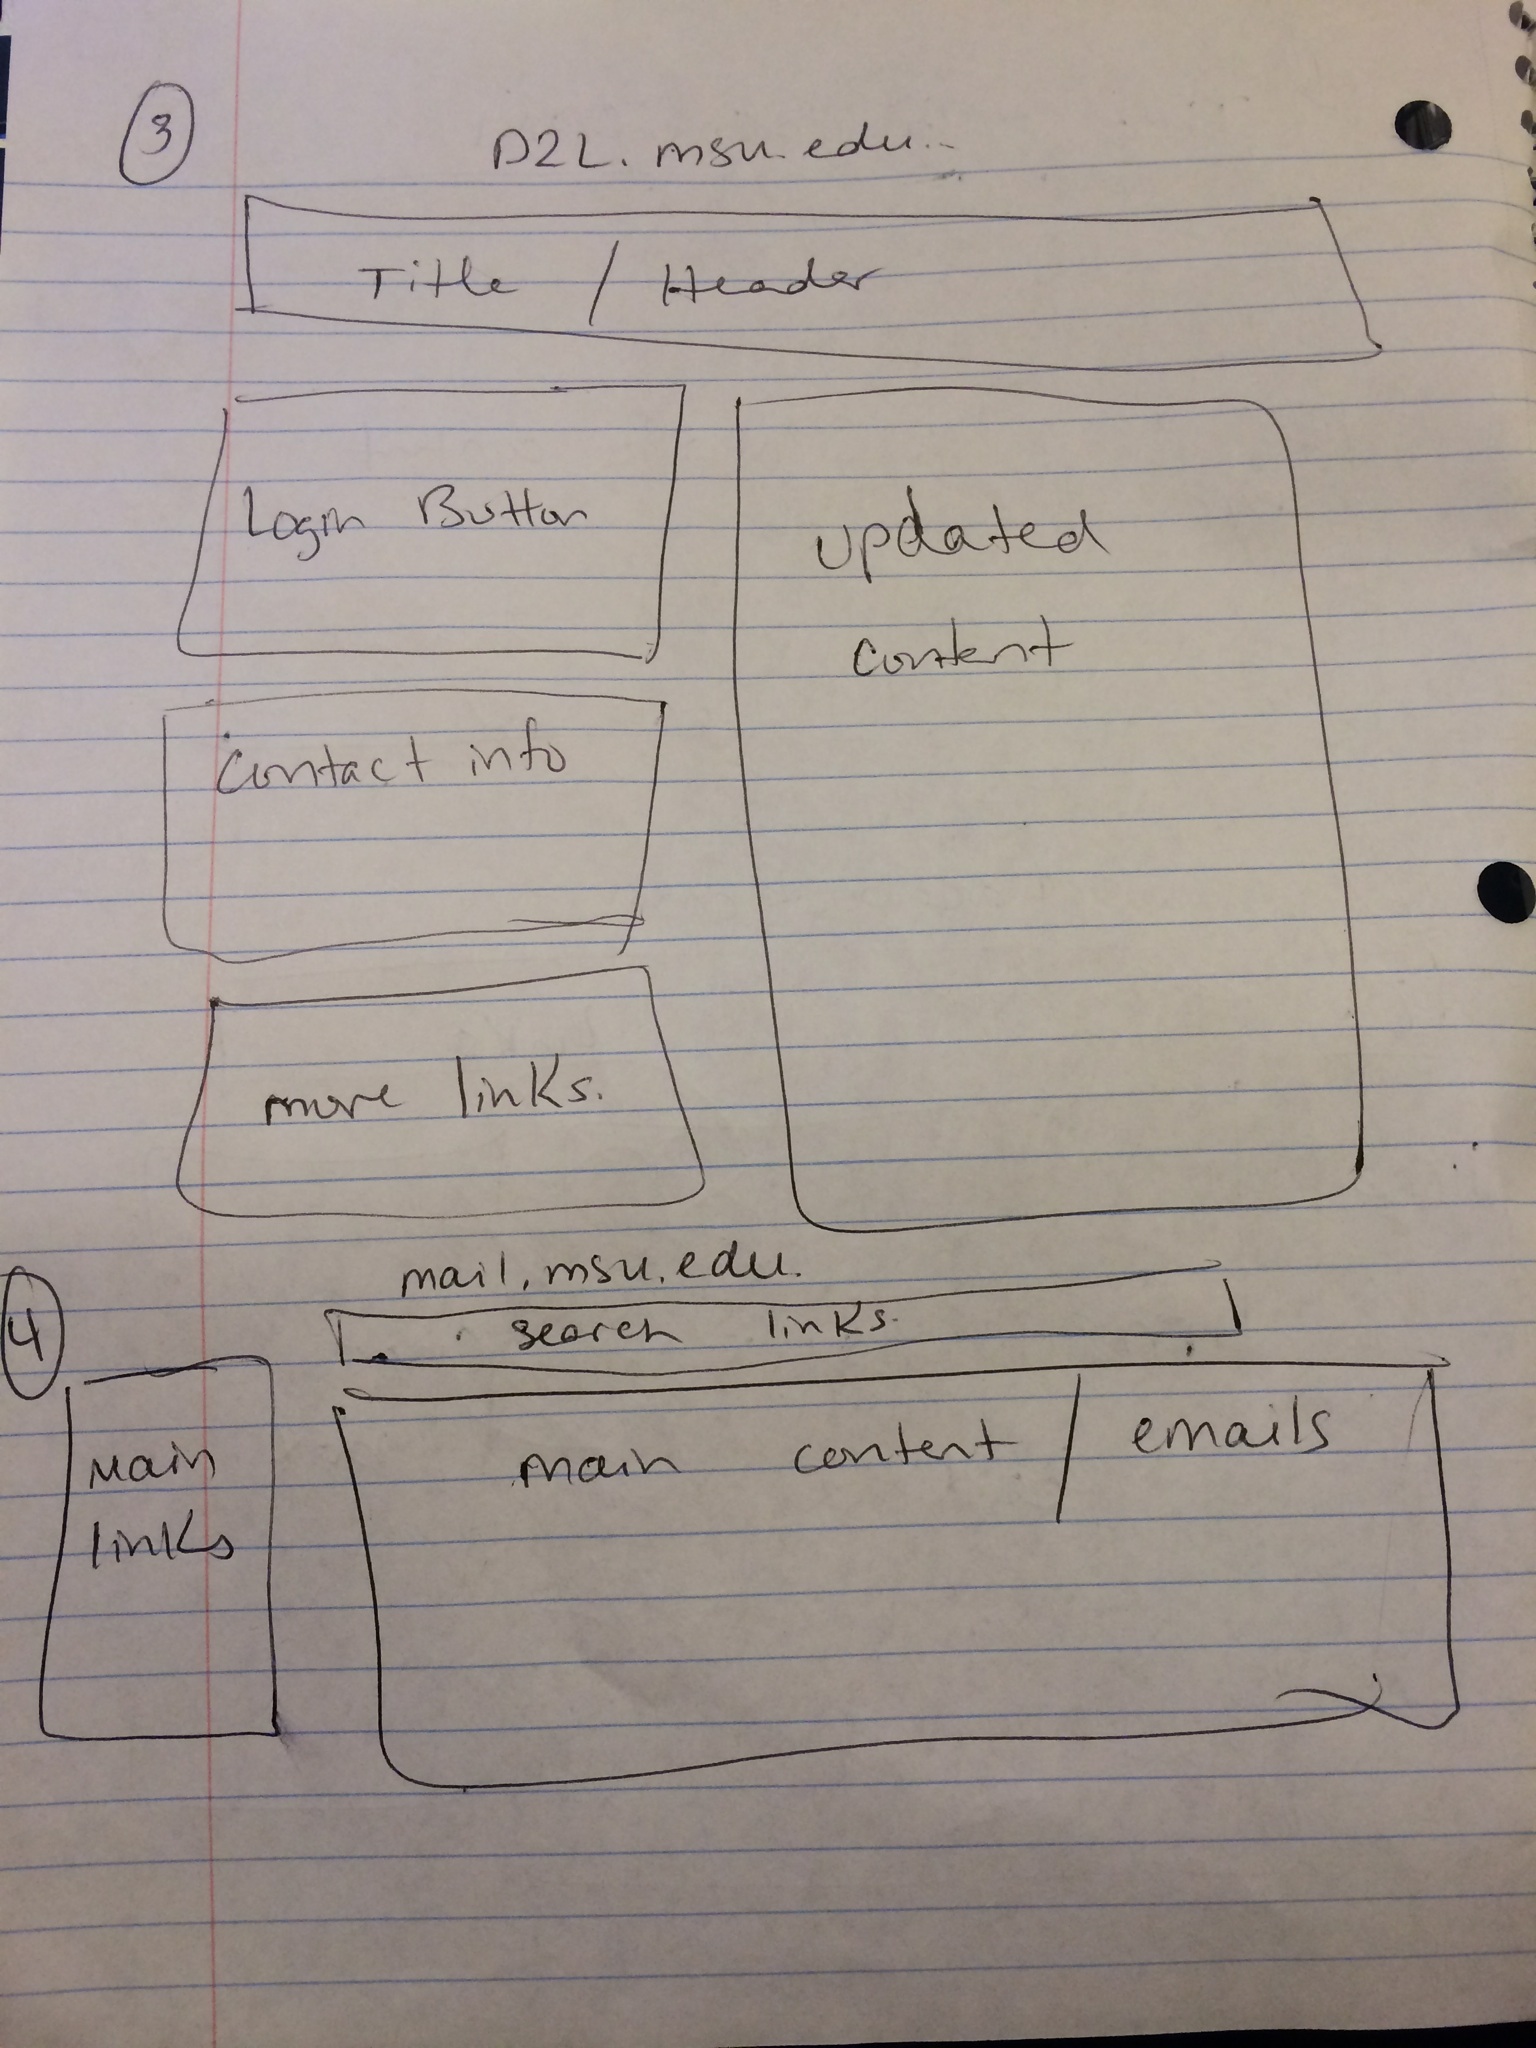 3
D2L.msu.edu..
Title / Header
Login Button
updated
content
contact info
more links.
4
mail.msu.edu.
search links.
Main
links
main content / emails